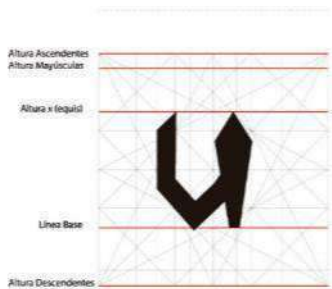 Altura Ascendentes
Altura Mayúsculas
Altura x (equis)
u
Línea Base
Altura Descendentes